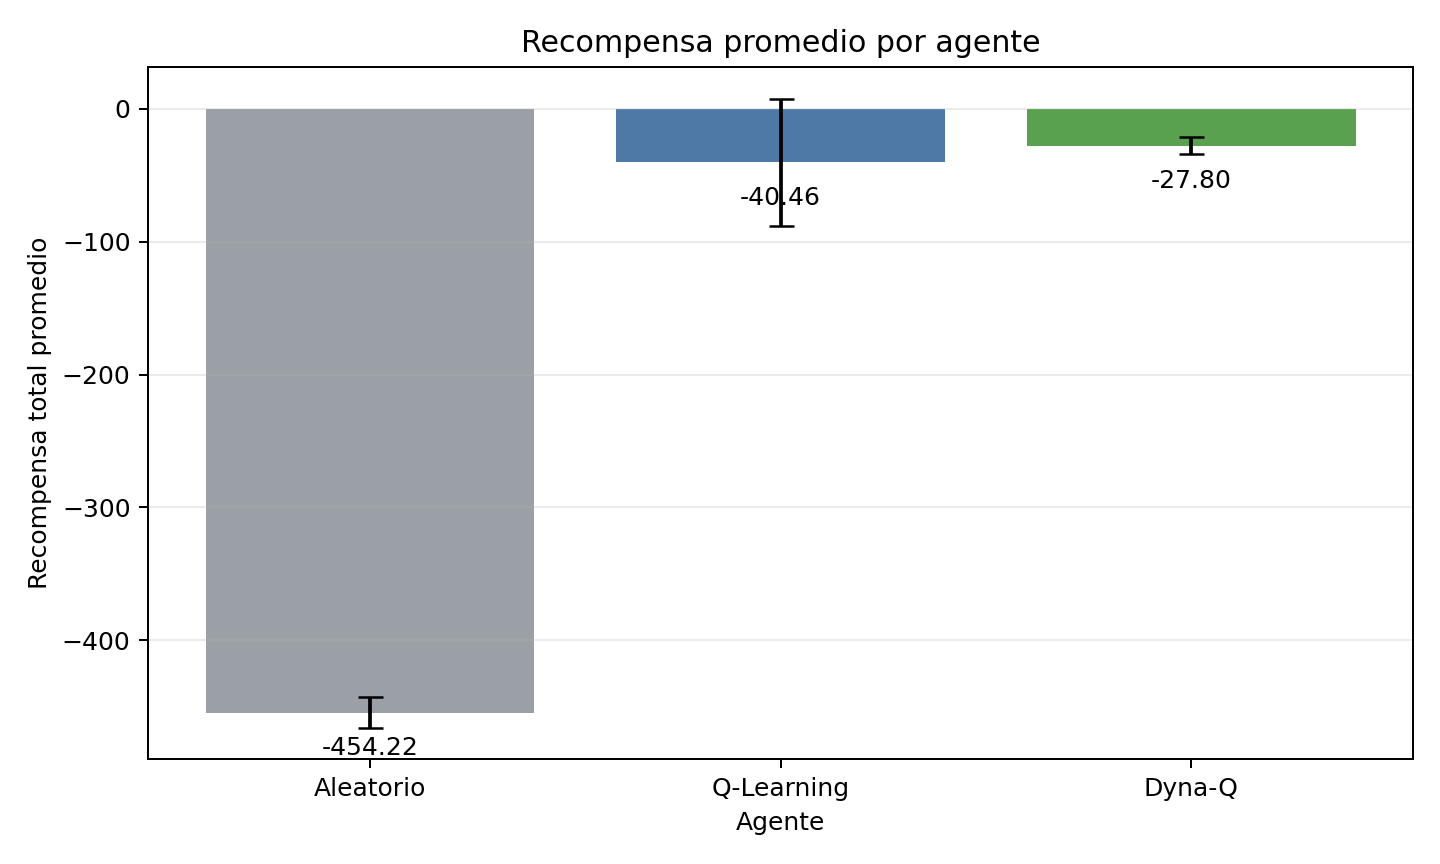 Recompensa promedio por agente
Recompensa total promedio
0
−100
−200
−300
−400
-454.22
-40.46
-27.80
Aleatorio
Q-Learning
Dyna-Q
Agente